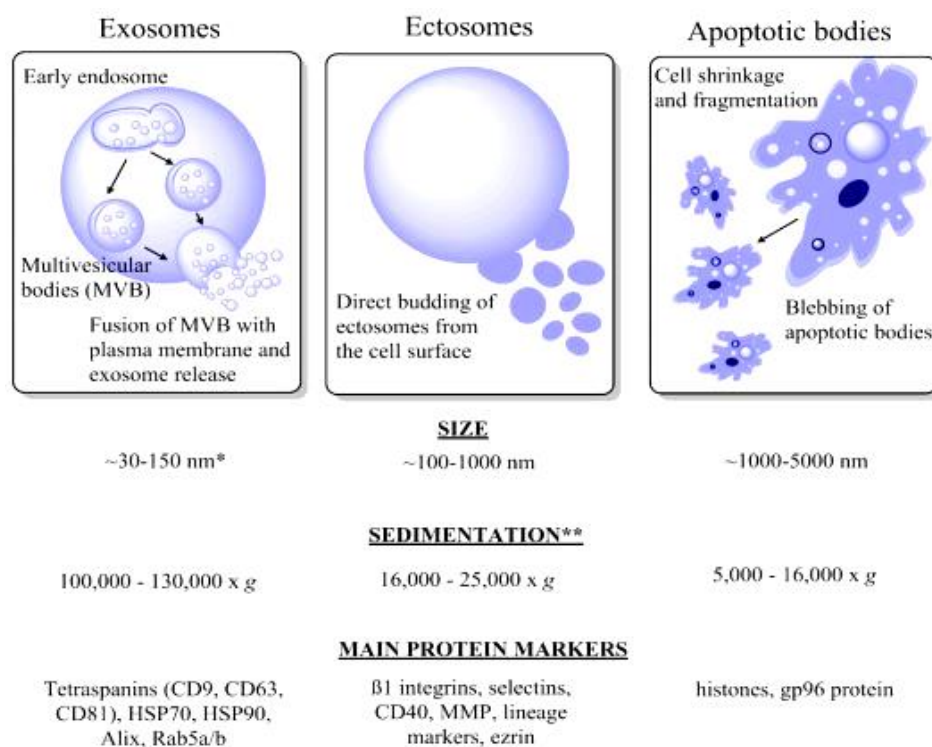 Exosomes
Ectosomes
Apoptotic bodies
Early endosome
Multivesicular
bodies (MVB)
Fusion of MVB with
plasma membrane and
exosome release
Direct budding of
ectosomes from
the cell surface
Cell shrinkage
and fragmentation
Blebbing of
apoptotic bodies
SIZE
~30-150 nm*
~100-1000 nm
~1000-5000 nm
SEDIMENTATION**
100,000 - 130,000 x g
16,000 - 25,000 x g
5,000 - 16,000 x g
MAIN PROTEIN MARKERS
Tetraspanins (CD9, CD63,
CD81), HSP70, HSP90,
Alix, Rab5a/b
ß1 integrins, selectins,
CD40, MMP, lineage
markers, ezrin
histones, gp96 protein